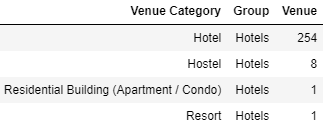 Venue Category Group Venue
Hotel Hotels 254
Hostel Hotels 8
Residential Building (Apartment / Condo) Hotels 1
Resort Hotels 1